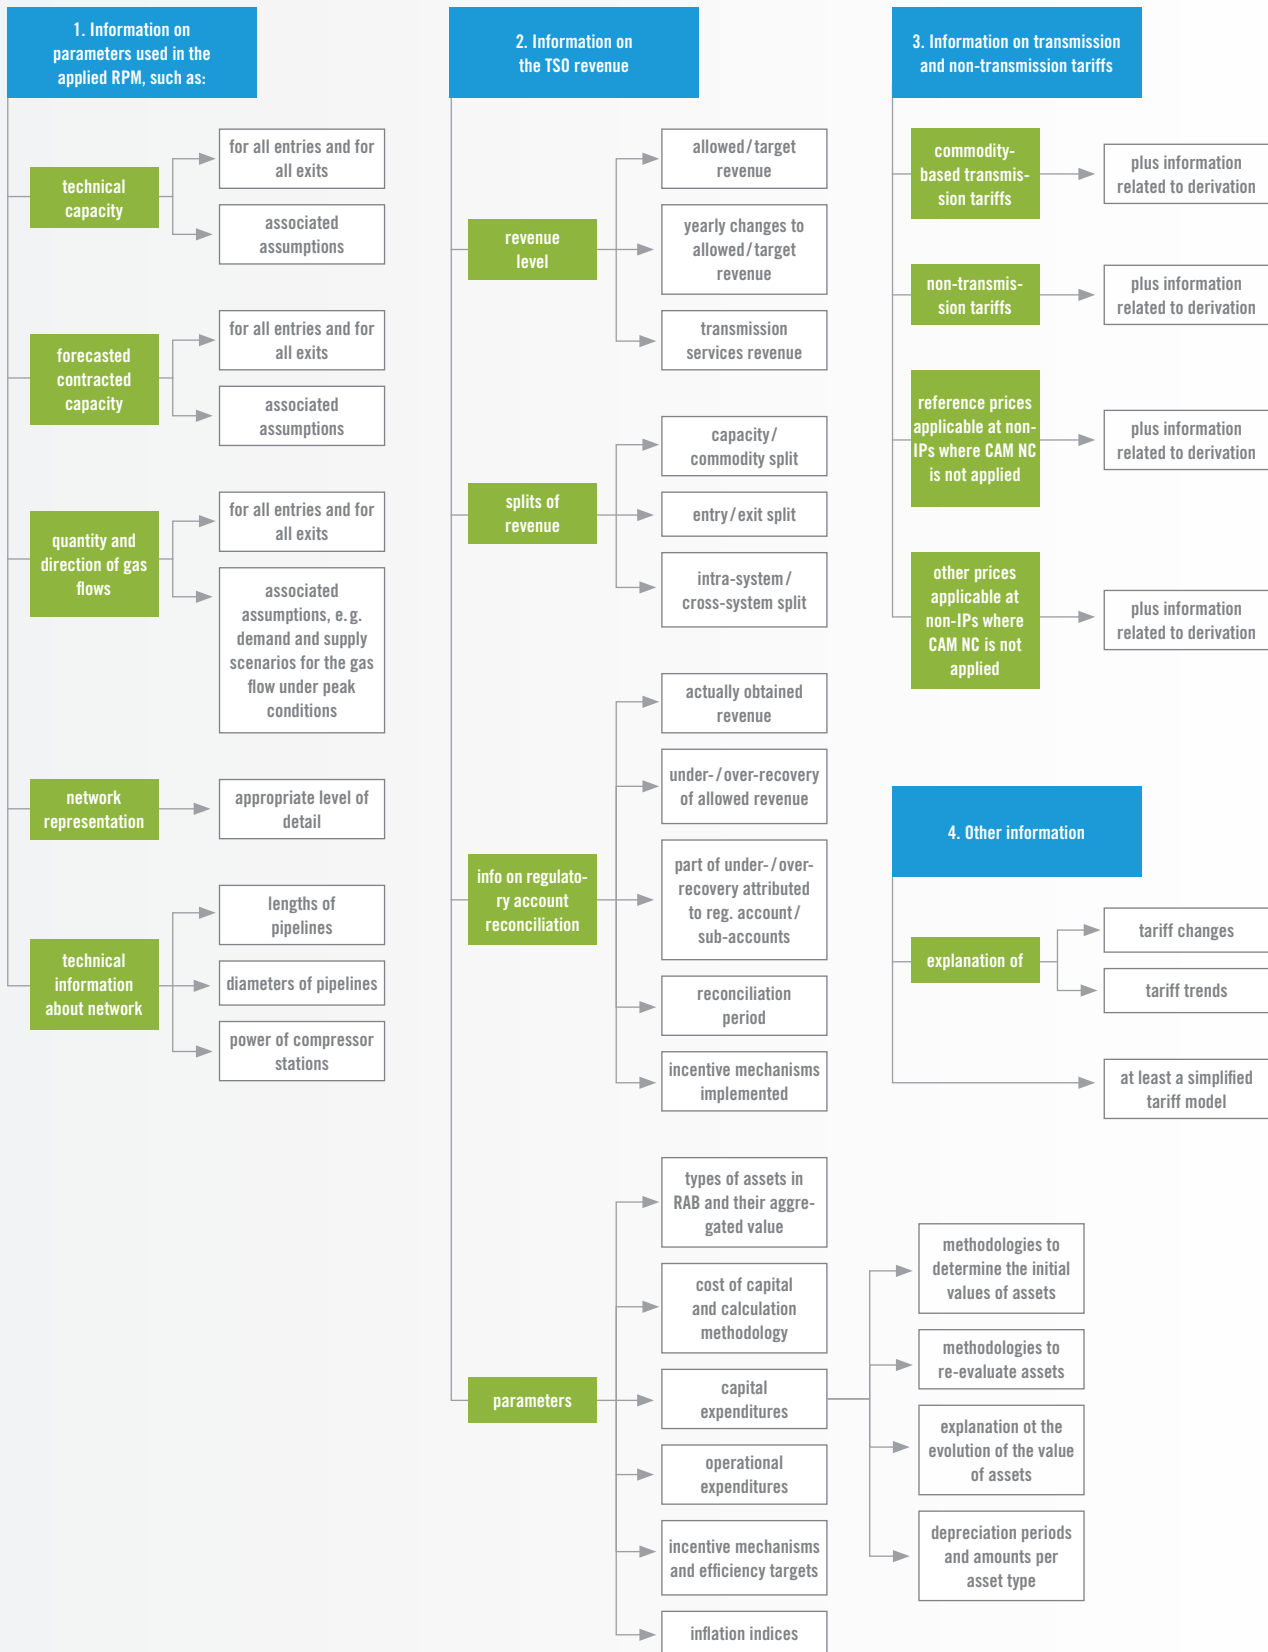 1. Information on
parameters used in the
applied RPM, such as:
technical
capacity
for all entries and for
all exits
associated
assumptions
forecasted
contracted
capacity
for all entries and for
all exits
associated
assumptions
quantity and
direction of gas
flows
for all entries and for
all exits
associated
assumptions, e.g.
demand and supply
scenarios for the gas
flow under peak
conditions
network
representation
appropriate level of
detail
technical
information
about network
lengths of
pipelines
diameters of pipelines
power of compressor
stations
2. Information on
the TSO revenue
revenue
level
allowed/target
revenue
yearly changes to
allowed/target
revenue
transmission
services revenue
splits of
revenue
capacity/
commodity split
entry/exit split
intra-system/
cross-system split
info on regulato-
ry account
reconciliation
actually obtained
revenue
under-/over-recovery
of allowed revenue
part of under-/over-
recovery attributed
to reg. account/
sub-accounts
reconciliation
period
incentive mechanisms
implemented
parameters
types of assets in
RAB and their aggre-
gated value
cost of capital
and calculation
methodology
capital
expenditures
methodologies to
determine the initial
values of assets
methodologies to
re-evaluate assets
explanation ot the
evolution of the value
of assets
depreciation periods
and amounts per
asset type
operational
expenditures
incentive mechanisms
and efficiency targets
inflation indices
3. Information on transmission
and non-transmission tariffs
commodity-
based transmis-
sion tariffs
plus information
related to derivation
non-transmis-
sion tariffs
plus information
related to derivation
reference prices
applicable at non-
IPs where CAM NC
is not applied
plus information
related to derivation
other prices
applicable at
non-IPs where
CAM NC is not
applied
plus information
related to derivation
4. Other information
explanation of
tariff changes
tariff trends
at least a simplified
tariff model